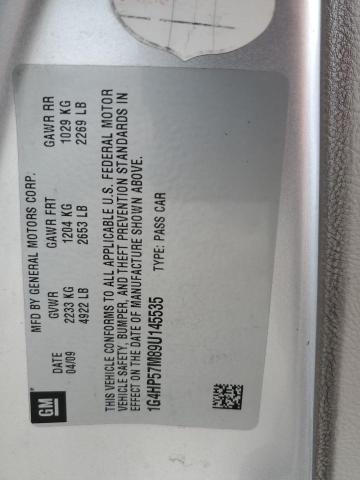 GM
MFD BY GENERAL MOTORS CORP.
DATE GVWR GAWR FRT GAWR RR
04/09 2233 KG 1204 KG 1029 KG
4922 LB 2653 LB 2269 LB
THIS VEHICLE CONFORMS TO ALL APPLICABLE U.S. FEDERAL MOTOR
VEHICLE SAFETY, BUMPER, AND THEFT PREVENTION STANDARDS IN
EFFECT ON THE DATE OF MANUFACTURE SHOWN ABOVE.
1G4HP57M89U145535
TYPE: PASS CAR